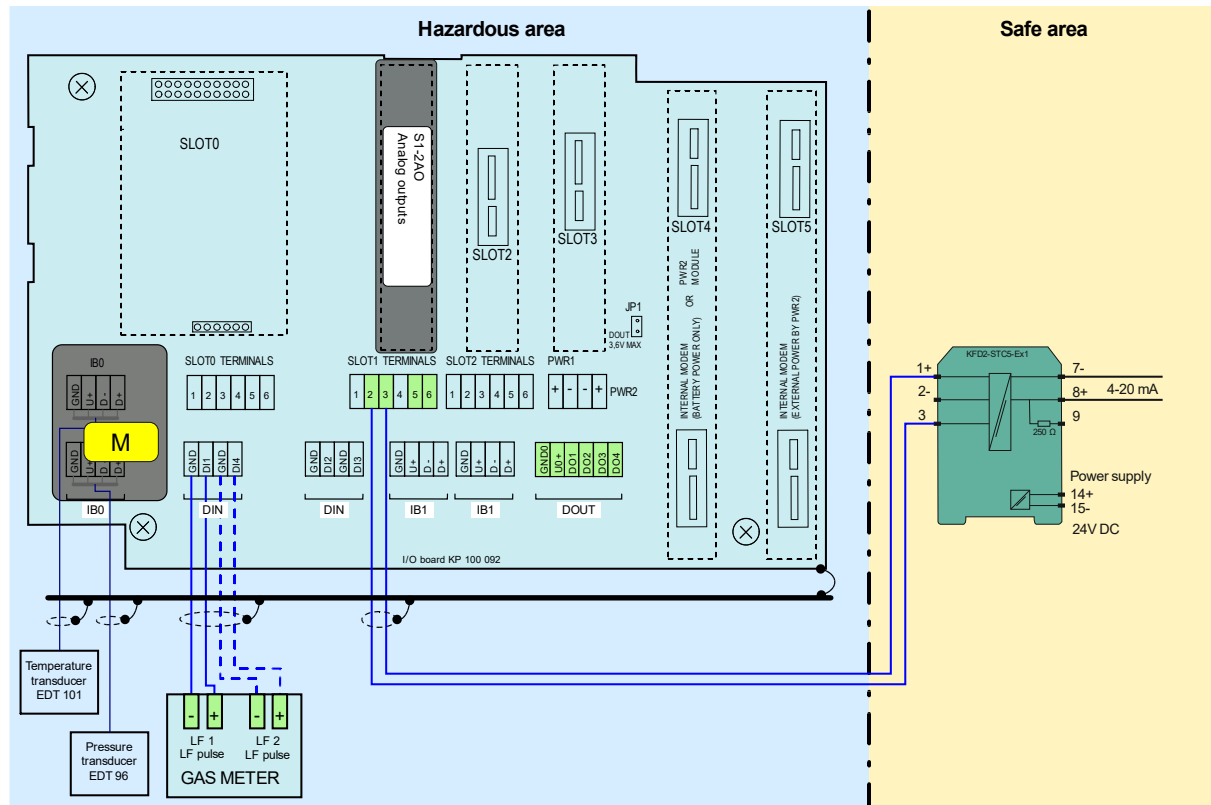 Hazardous area
Safe area
SLOT0
S1-2AO
Analog outputs
SLOT2
SLOT3
SLOT4
SLOT5
INTERNAL MODEM
(BATTERY POWER ONLY)
OR
PWR2
MODULE
INTERNAL MODEM
(EXTERNAL POWER BY PWR2)
JP1
DOUT
3,6V MAX
IB0
GND
U+
D -
D+
SLOT0 TERMINALS
1 2 3 4 5 6
SLOT1 TERMINALS
1 2 3 4 5 6
SLOT2 TERMINALS
1 2 3 4 5 6
PWR1
+ - - +
PWR2
M
GND
U+
D -
D+
IB0
GND
DI1
GND
DI4
DIN
GND
DI2
GND
DI3
DIN
GND
U+
D -
D+
IB1
GND
U+
D -
D+
IB1
GND0
U0+
DO1
DO2
DO3
DO4
DOUT
I/O board KP 100 092
KFD2-STC5-Ex1
1+
2-
3
7-
8+
9
4-20 mA
250 Ω
Power supply
14+
15-
24V DC
Temperature
transducer
EDT 101
Pressure
transducer
EDT 96
- +
- +
LF 1
LF pulse
LF 2
LF pulse
GAS METER